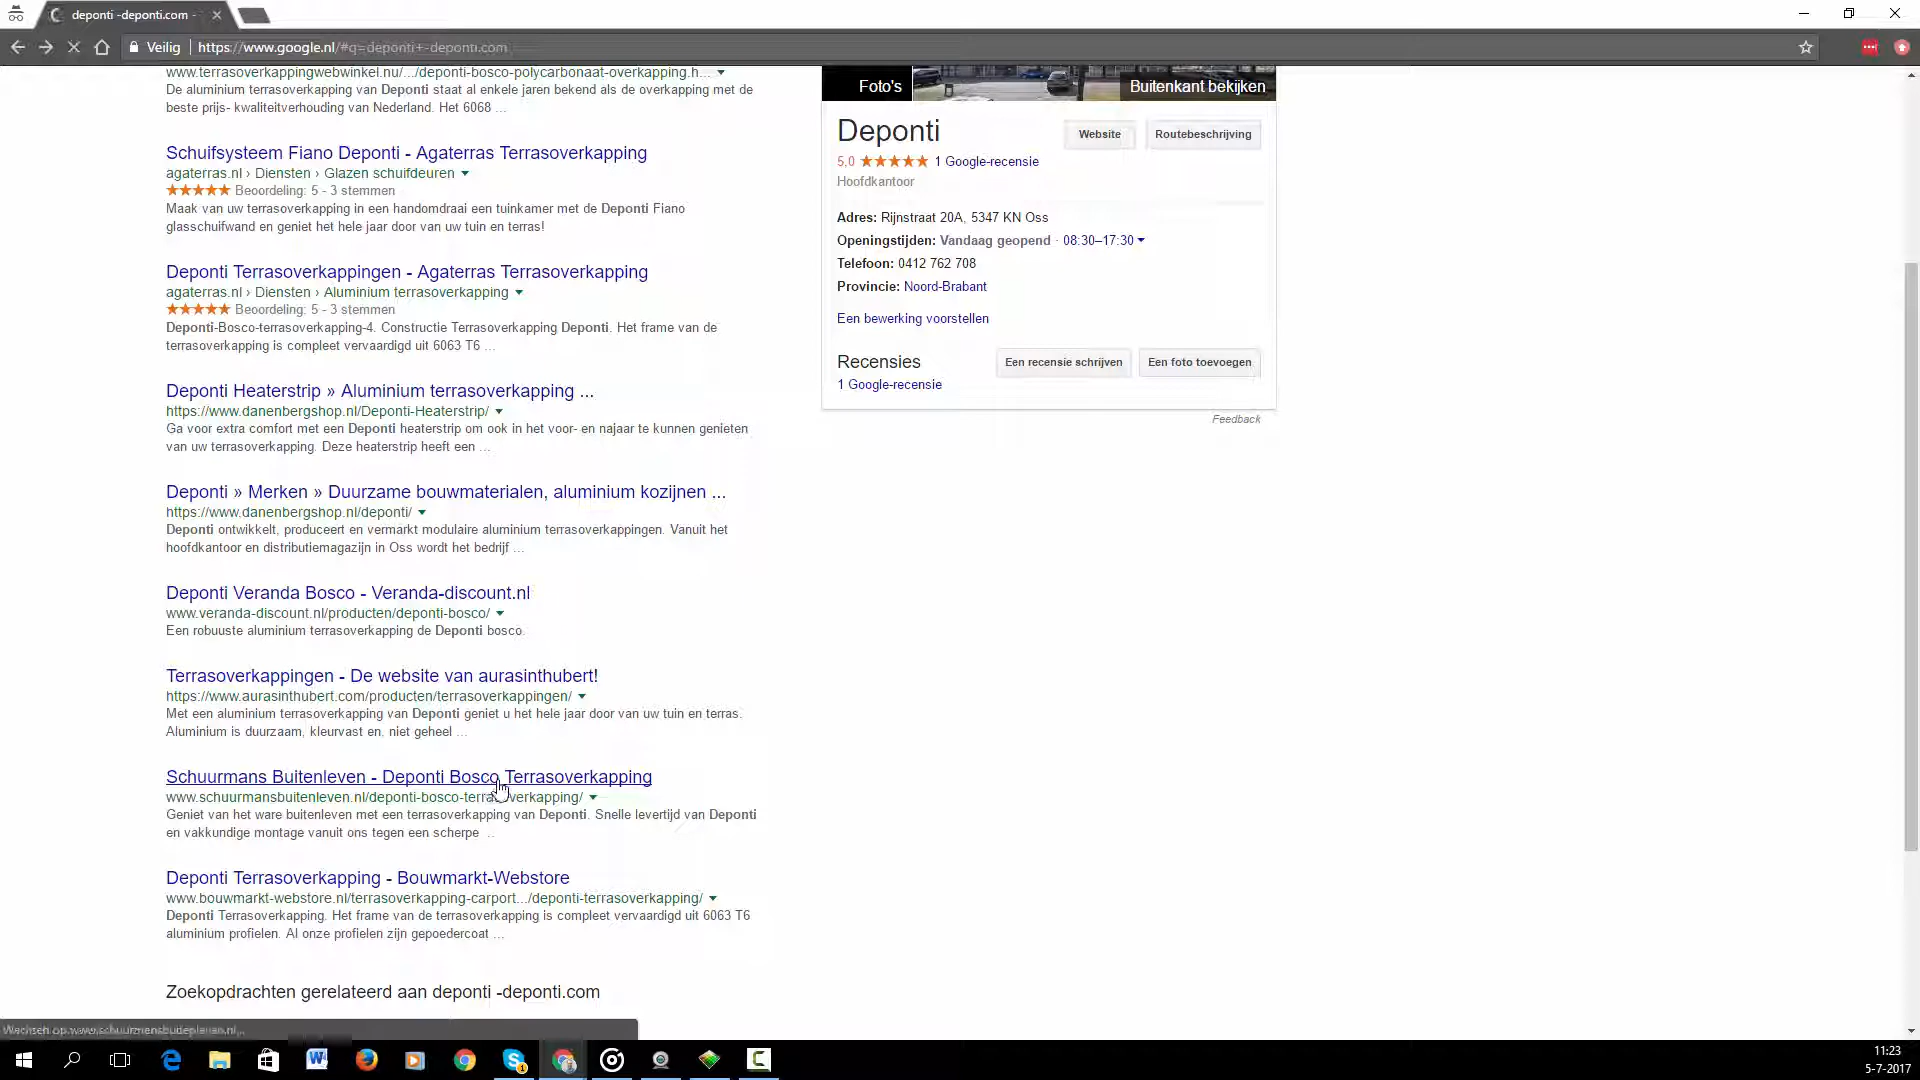 deponti -deponti.com -
Veilig
https://www.google.nl/#q=deponti+-deponti.com
www.terrasoverkappingwebwinkel.nu/.../deponti-bosco-polycarbonaat-overkapping.h...
De aluminium terrasoverkapping van Deponti staat al enkele jaren bekend als de overkapping met de
beste prijs- kwaliteitverhouding van Nederland. Het 6068 ...
Schuifsysteem Fiano Deponti - Agaterras Terrasoverkapping
agaterras.nl › Diensten › Glazen schuifdeuren
Beoordeling: 5 - 3 stemmen
Maak van uw terrasoverkapping in een handomdraai een tuinkamer met de Deponti Fiano
glasschuifwand en geniet het hele jaar door van uw tuin en terras!
Deponti Terrasoverkappingen - Agaterras Terrasoverkapping
agaterras.nl › Diensten › Aluminium terrasoverkapping
Beoordeling: 5 - 3 stemmen
Deponti-Bosco-terrasoverkapping-4. Constructie Terrasoverkapping Deponti. Het frame van de
terrasoverkapping is compleet vervaardigd uit 6063 T6 ...
Deponti Heaterstrip » Aluminium terrasoverkapping ...
https://www.danenbergshop.nl/Deponti-Heaterstrip/
Ga voor extra comfort met een Deponti heaterstrip om ook in het voor- en najaar te kunnen genieten
van uw terrasoverkapping. Deze heaterstrip heeft een ...
Deponti » Merken » Duurzame bouwmaterialen, aluminium kozijnen ...
https://www.danenbergshop.nl/deponti/
Deponti ontwikkelt, produceert en vermarkt modulaire aluminium terrasoverkappingen. Vanuit het
hoofdkantoor en distributiemagazijn in Oss wordt het bedrijf ...
Deponti Veranda Bosco - Veranda-discount.nl
www.veranda-discount.nl/producten/deponti-bosco/
Een robuuste aluminium terrasoverkapping de Deponti bosco.
Terrasoverkappingen - De website van aurasinthubert!
https://www.aurasinthubert.com/producten/terrasoverkappingen/
Met een aluminium terrasoverkapping van Deponti geniet u het hele jaar door van uw tuin en terras.
Aluminium is duurzaam, kleurvast en, niet geheel ...
Schuurmans Buitenleven - Deponti Bosco Terrasoverkapping
www.schuurmansbuitenleven.nl/deponti-bosco-terrasoverkapping/
Geniet van het ware buitenleven met een terrasoverkapping van Deponti. Snelle levertijd van Deponti
en vakkundige montage vanuit ons tegen een scherpe ..
Deponti Terrasoverkapping - Bouwmarkt-Webstore
www.bouwmarkt-webstore.nl/terrasoverkapping-carport.../deponti-terrasoverkapping/
Deponti Terrasoverkapping. Het frame van de terrasoverkapping is compleet vervaardigd uit 6063 T6
aluminium profielen. Al onze profielen zijn gepoedercoat ...
Zoekopdrachten gerelateerd aan deponti -deponti.com
Foto's
Buitenkant bekijken
Deponti
Website
Routebeschrijving
5,0
1 Google-recensie
Hoofdkantoor
Adres: Rijnstraat 20A, 5347 KN Oss
Openingstijden: Vandaag geopend · 08:30–17:30
Telefoon: 0412 762 708
Provincie: Noord-Brabant
Een bewerking voorstellen
Recensies
Een recensie schrijven
Een foto toevoegen
1 Google-recensie
Feedback
11:23
5-7-2017